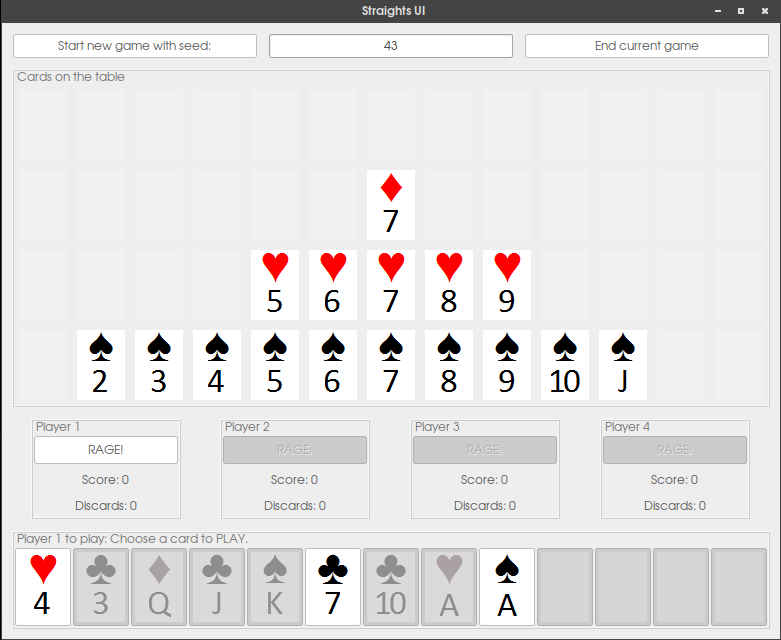 Straights UI
Start new game with seed: 43 End current game
Cards on the table
7
5 6 7 8 9
2 3 4 5 6 7 8 9 10 J
Player 1 Player 2 Player 3 Player 4
RAGE! RAGE! RAGE! RAGE!
Score: 0 Score: 0 Score: 0 Score: 0
Discards: 0 Discards: 0 Discards: 0 Discards: 0
Player 1 to play: Choose a card to PLAY.
4 3 Q J K 7 10 A A